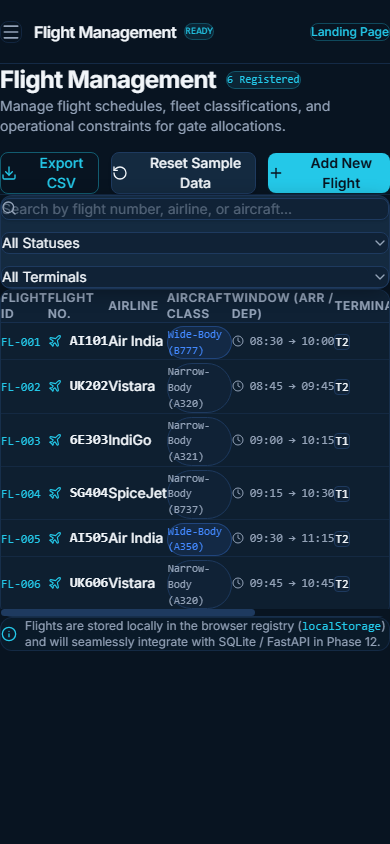 Flight Management READY Landing Page
Flight Management 6 Registered
Manage flight schedules, fleet classifications, and
operational constraints for gate allocations.
Export CSV
Reset Sample Data
Add New Flight
Search by flight number, airline, or aircraft...
All Statuses
All Terminals
FLIGHT ID FLIGHT NO. AIRLINE AIRCRAFT CLASS WINDOW (ARR / DEP) TERMINA
FL-001 AI101 Air India Wide-Body (B777) 08:30 → 10:00 T2
FL-002 UK202 Vistara Narrow-Body (A320) 08:45 → 09:45 T2
FL-003 6E303 IndiGo Narrow-Body (A321) 09:00 → 10:15 T1
FL-004 SG404 SpiceJet Narrow-Body (B737) 09:15 → 10:30 T1
FL-005 AI505 Air India Wide-Body (A350) 09:30 → 11:15 T2
FL-006 UK606 Vistara Narrow-Body (A320) 09:45 → 10:45 T2
Flights are stored locally in the browser registry (localStorage)
and will seamlessly integrate with SQLite / FastAPI in Phase 12.